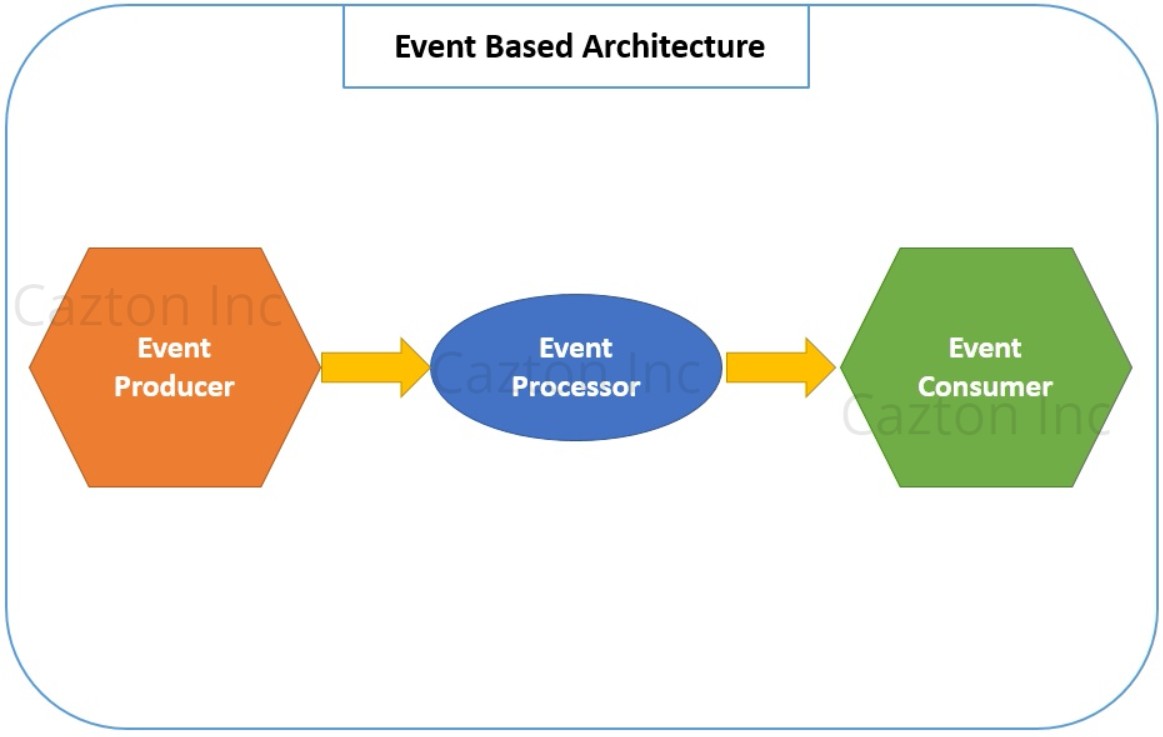 Event Based Architecture
Cazton Inc
Event
Producer
Event
Processor
Cazton Inc
Event
Consumer
Cazton Inc